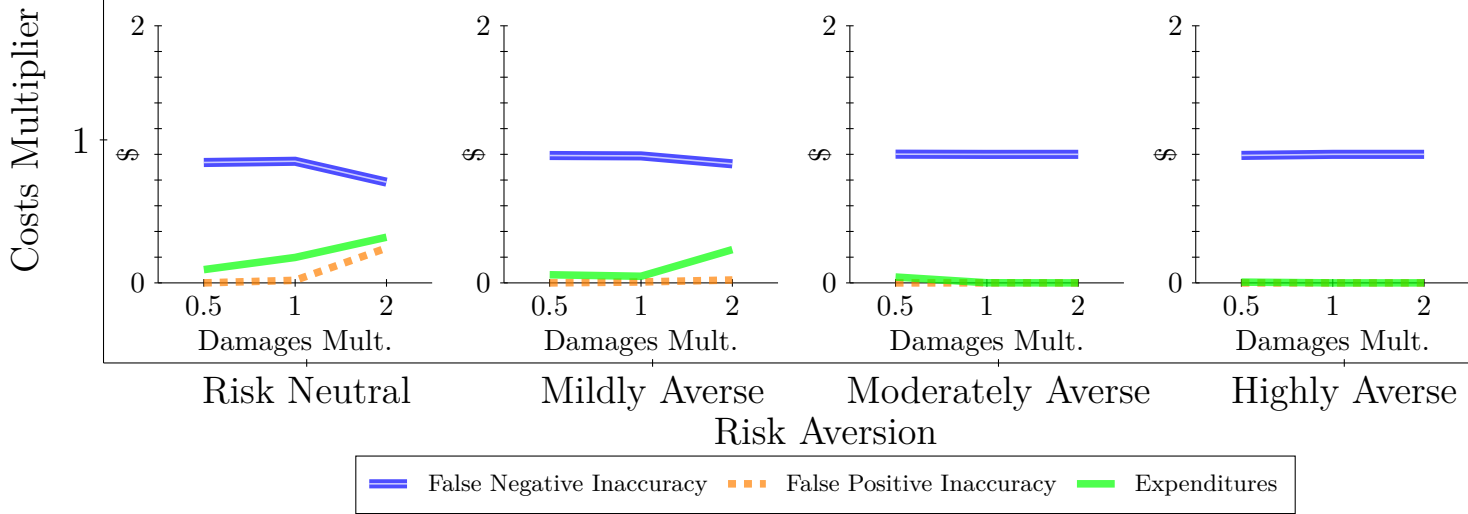 Costs Multiplier
1
2
$
0
0.5 1 2
Damages Mult.
2
$
0
0.5 1 2
Damages Mult.
2
$
0
0.5 1 2
Damages Mult.
2
$
0
0.5 1 2
Damages Mult.
Risk Neutral
Mildly Averse
Moderately Averse
Highly Averse
Risk Aversion
False Negative Inaccuracy False Positive Inaccuracy Expenditures